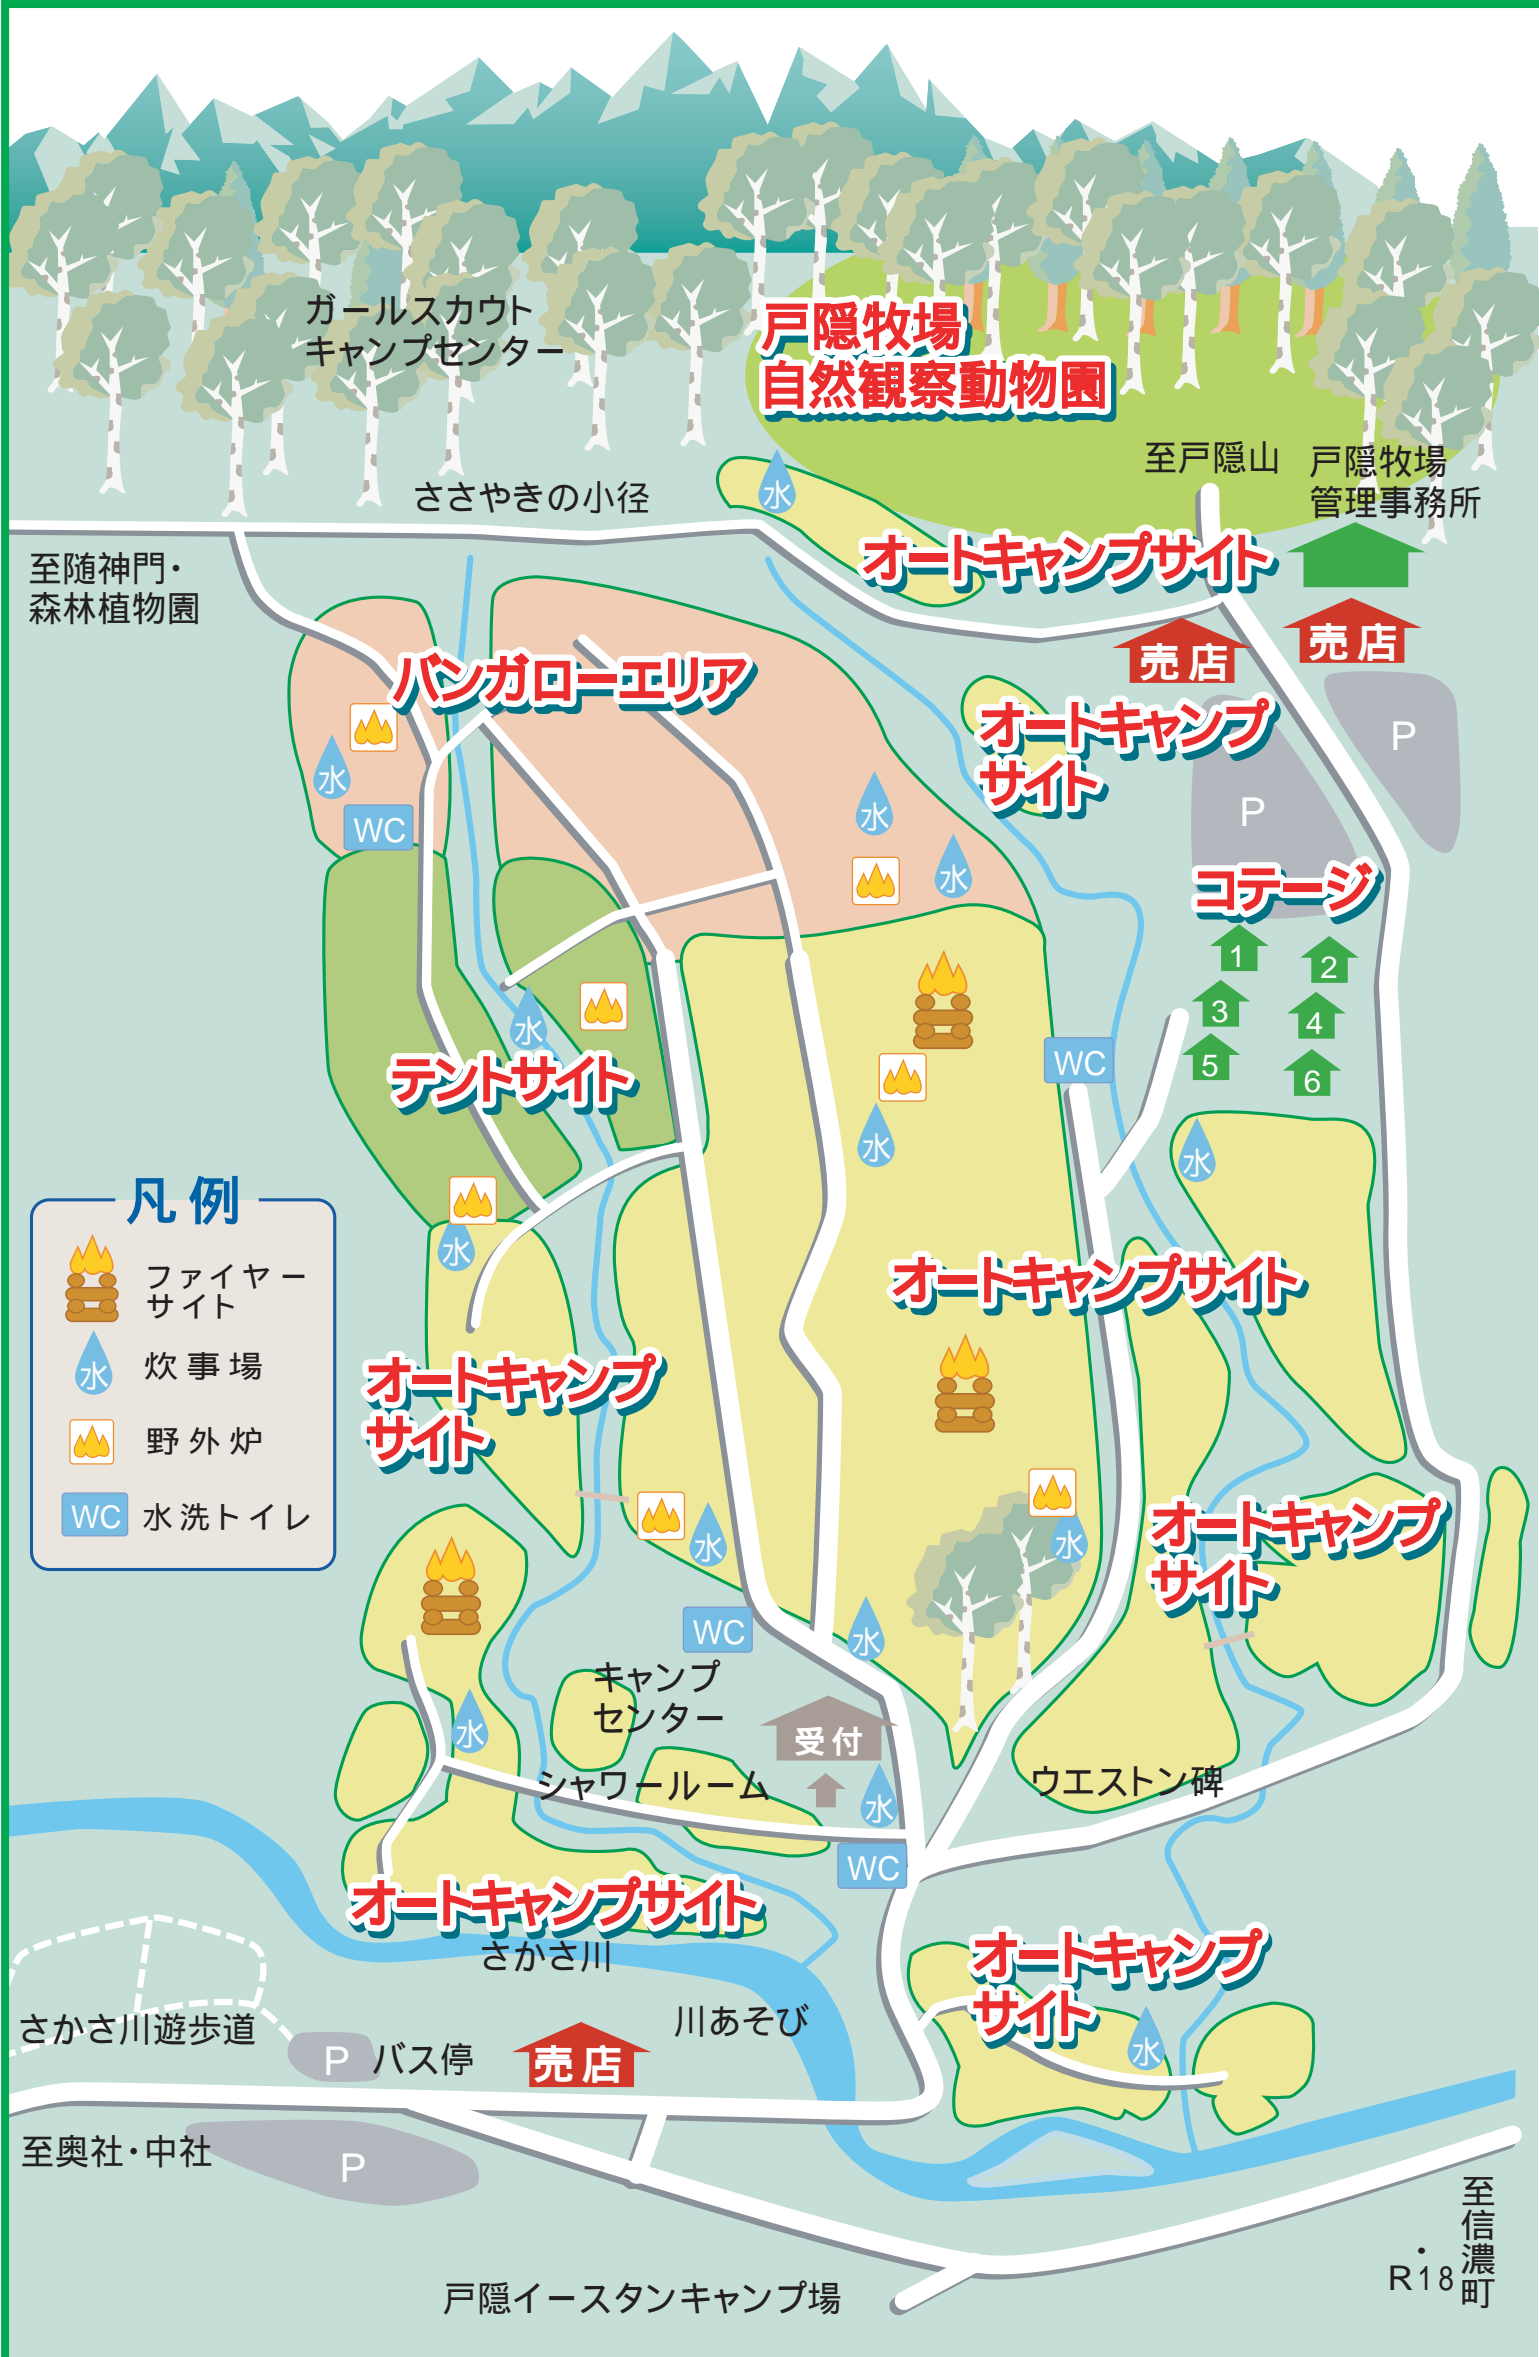 ガールスカウト
キャンプセンター
戸隠牧場
自然観察動物園
至戸隠山
戸隠牧場
管理事務所
ささやきの小径
水
オートキャンプサイト
至随神門・
森林植物園
売店
売店
バンガローエリア
オートキャンプ
サイト
P
P
水
WC
水
水
コテージ
1
2
3
4
5
6
水
WC
テントサイト
水
水
水
凡例
ファイヤー
サイト
水
炊事場
野外炉
WC
水洗トイレ
オートキャンプサイト
オートキャンプ
サイト
オートキャンプ
サイト
水
水
水
WC
キャンプ
センター
受付
水
シャワールーム
水
ウエストン碑
WC
オートキャンプサイト
さかさ川
オートキャンプ
サイト
水
さかさ川遊歩道
P
バス停
売店
川あそび
至奥社・中社
P
至信濃町
・
R18
戸隠イースタンキャンプ場